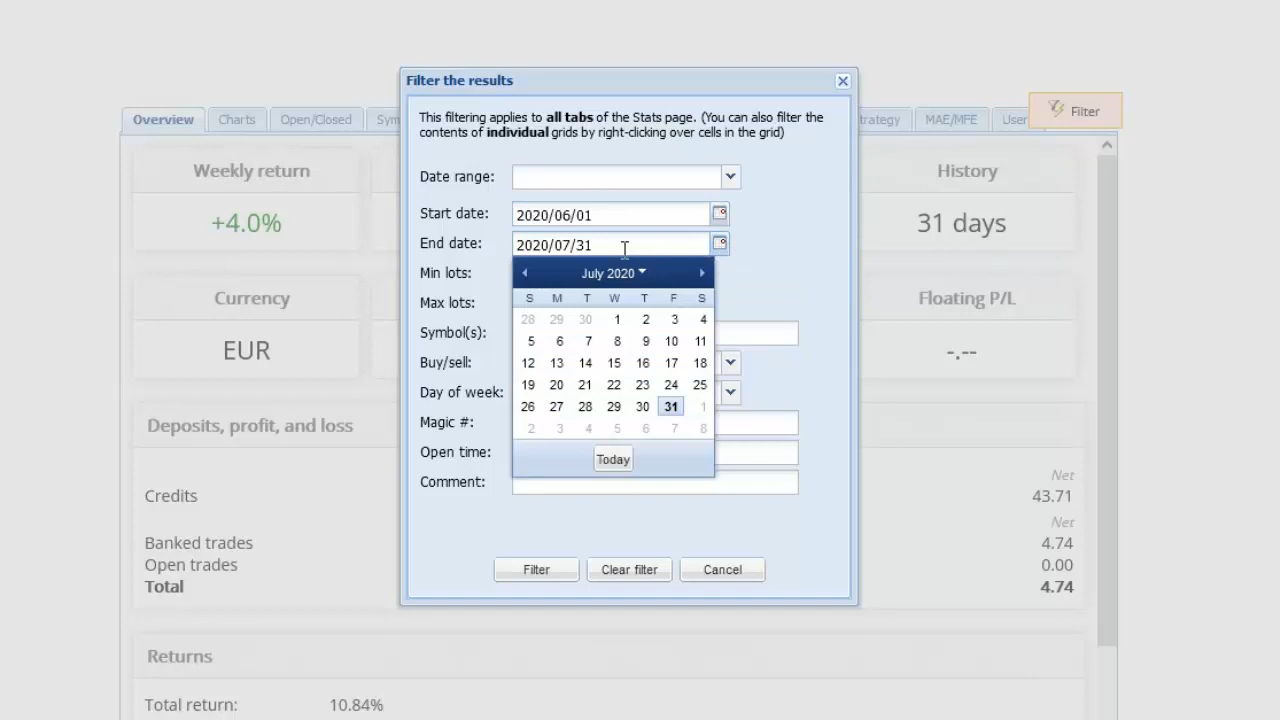 Filter the results
This filtering applies to all tabs of the Stats page. (You can also filter the
contents of individual grids by right-clicking over cells in the grid)
Overview
Charts
Open/Closed
Sym
rategy
MAE/MFE
User
Filter
Date range:
Start date: 2020/06/01
End date: 2020/07/31
Min lots:
Max lots:
Symbol(s):
Buy/sell:
Day of week:
Magic #:
Open time:
Comment:
July 2020
S M T W T F S
28 29 30 1 2 3 4
5 6 7 8 9 10 11
12 13 14 15 16 17 18
19 20 21 22 23 24 25
26 27 28 29 30 31 1
2 3 4 5 6 7 8
Today
Filter Clear filter Cancel
Weekly return
+4.0%
History
31 days
Currency
EUR
Floating P/L
-.--
Deposits, profit, and loss
Net
Credits 43.71
Net
Banked trades 4.74
Open trades 0.00
Total 4.74
Returns
Total return: 10.84%